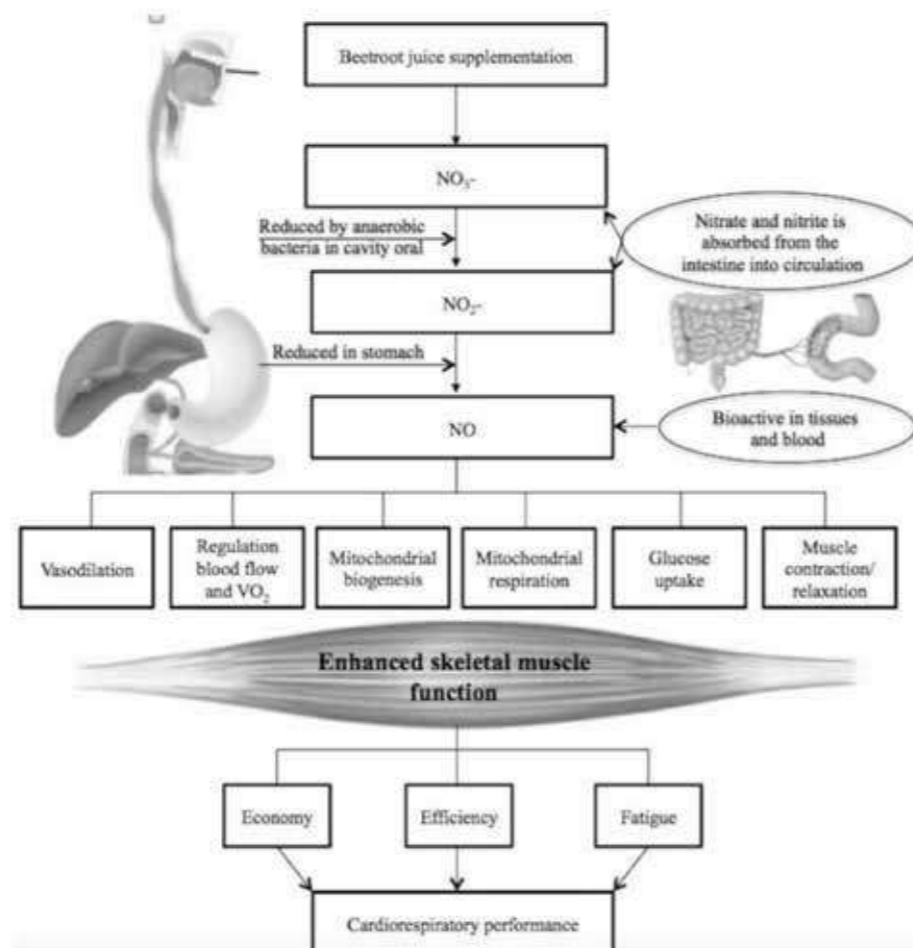 Beetroot juice supplementation
NO₃-
Reduced by anaerobic
bacteria in cavity oral
Nitrate and nitrite is
absorbed from the
intestine into circulation
NO₂-
Reduced in stomach
NO
Bioactive in tissues
and blood
Vasodilation
Regulation
blood flow
and VO₂
Mitochondrial
biogenesis
Mitochondrial
respiration
Glucose
uptake
Muscle
contraction/
relaxation
Enhanced skeletal muscle
function
Economy
Efficiency
Fatigue
Cardiorespiratory performance